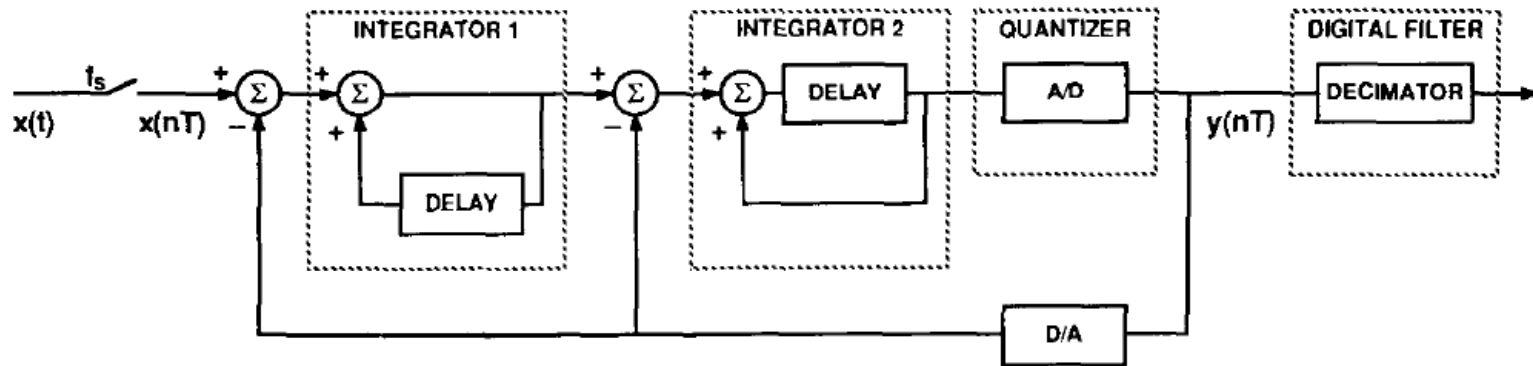 INTEGRATOR 1
INTEGRATOR 2
QUANTIZER
DIGITAL FILTER
fs
x(t)
x(nT)
+
Σ
−
+
Σ
+
DELAY
+
Σ
−
+
Σ
+
DELAY
A/D
y(nT)
DECIMATOR
D/A